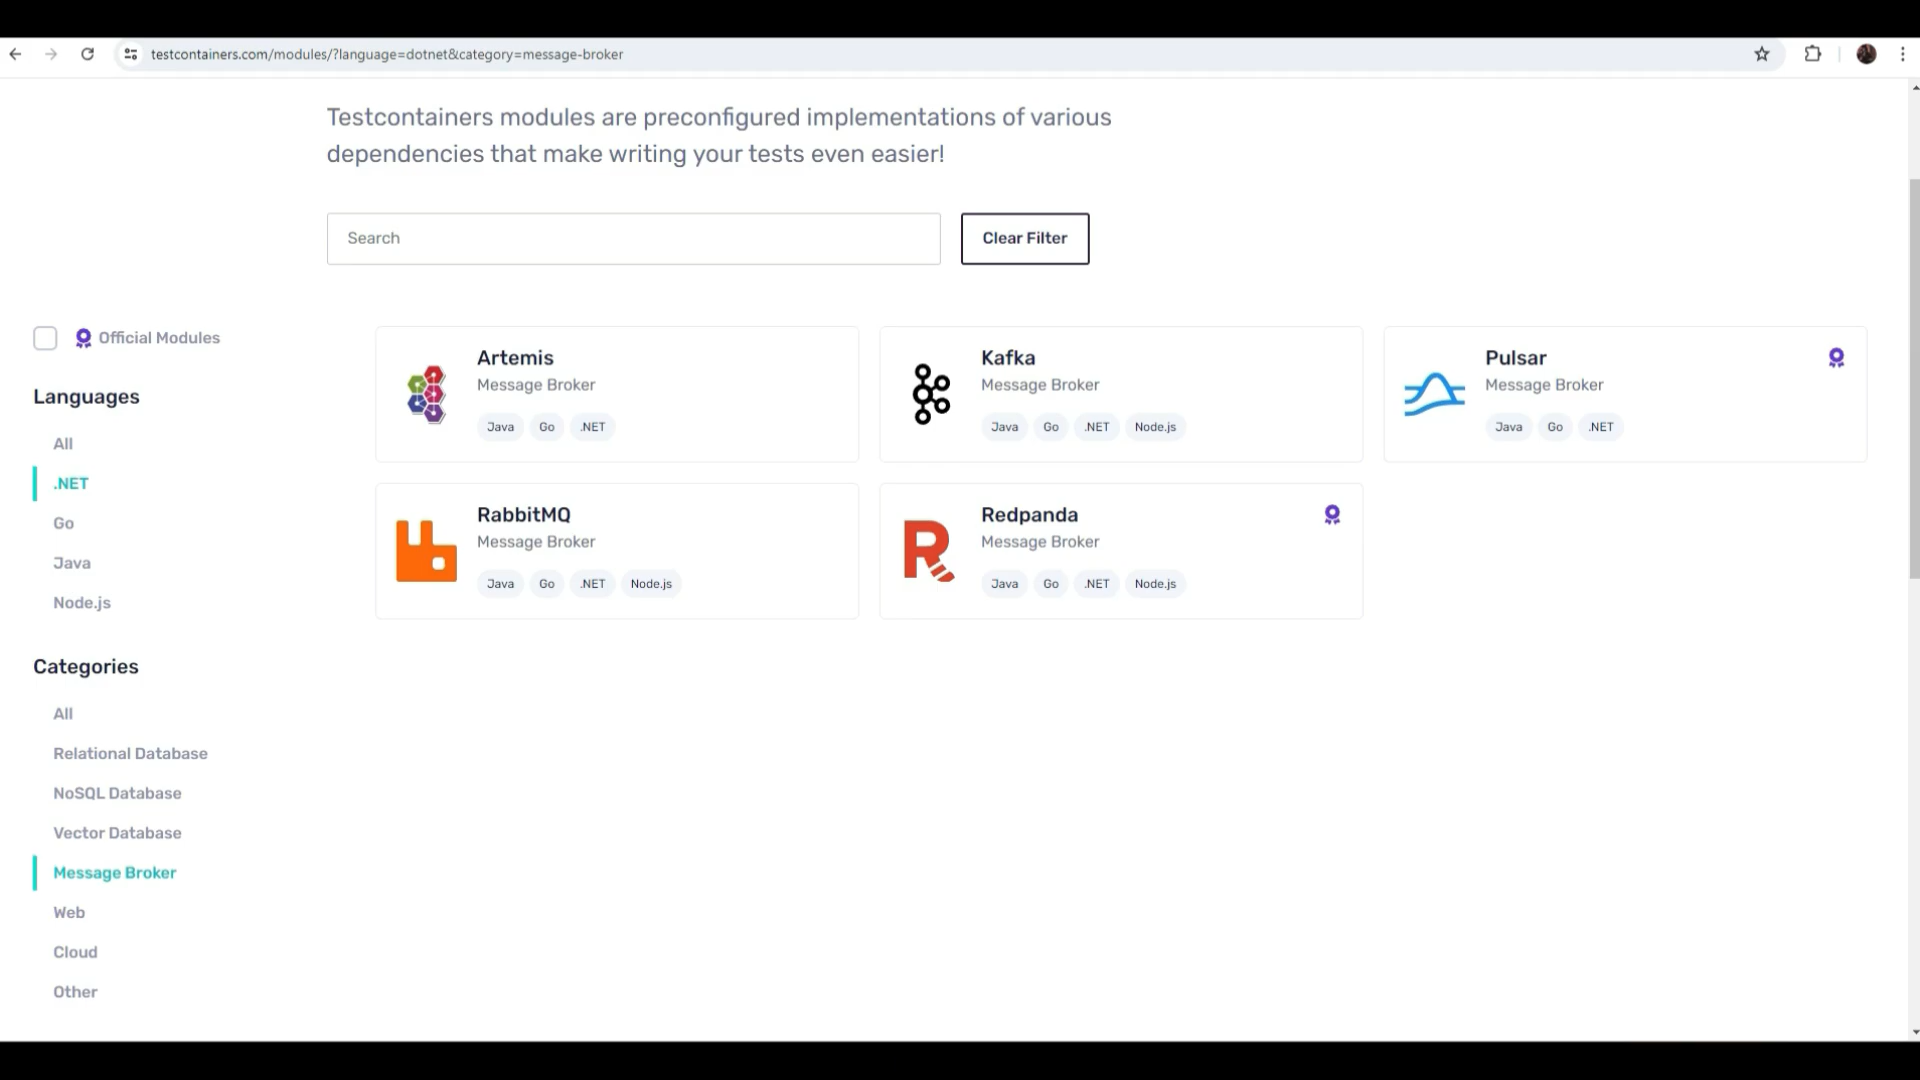 testcontainers.com/modules/?language=dotnet&category=message-broker
Testcontainers modules are preconfigured implementations of various
dependencies that make writing your tests even easier!
Search
Clear Filter
Official Modules
Languages
All
.NET
Go
Java
Node.js
Categories
All
Relational Database
NoSQL Database
Vector Database
Message Broker
Web
Cloud
Other
Artemis
Message Broker
Java Go .NET
Kafka
Message Broker
Java Go .NET Node.js
Pulsar
Message Broker
Java Go .NET
RabbitMQ
Message Broker
Java Go .NET Node.js
Redpanda
Message Broker
Java Go .NET Node.js